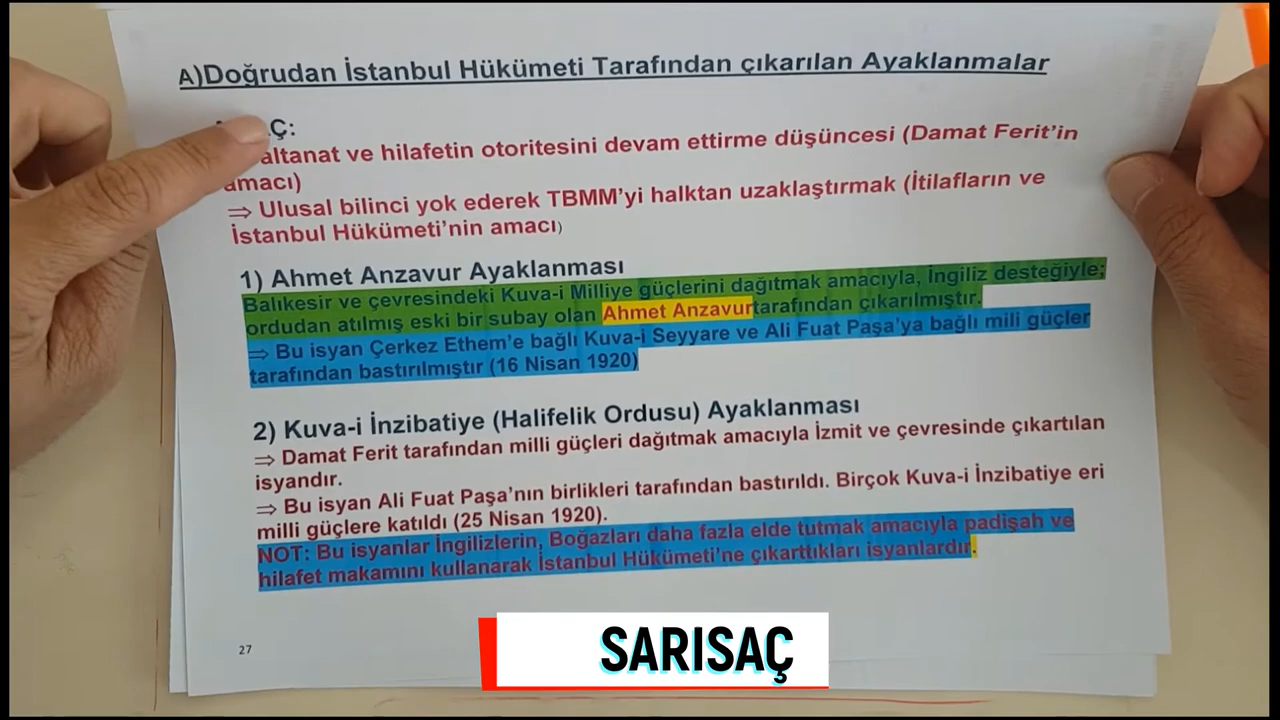 A)Doğrudan İstanbul Hükümeti Tarafından çıkarılan Ayaklanmalar
altanat ve hilafetin otoritesini devam ettirme düşüncesi (Damat Ferit’in
amacı)
⇒ Ulusal bilinci yok ederek TBMM’yi halktan uzaklaştırmak (İtilafların ve
İstanbul Hükümeti’nin amacı)
1) Ahmet Anzavur Ayaklanması
Balıkesir ve çevresindeki Kuva-i Milliye güçlerini dağıtmak amacıyla, İngiliz desteğiyle;
ordudan atılmış eski bir subay olan Ahmet Anzavurtarafından çıkarılmıştır.
⇒ Bu isyan Çerkez Ethem’e bağlı Kuva-i Seyyare ve Ali Fuat Paşa’ya bağlı mili güçler
tarafından bastırılmıştır (16 Nisan 1920)
2) Kuva-i İnzibatiye (Halifelik Ordusu) Ayaklanması
⇒ Damat Ferit tarafından milli güçleri dağıtmak amacıyla İzmit ve çevresinde çıkartılan
isyandır.
⇒ Bu isyan Ali Fuat Paşa’nın birlikleri tarafından bastırıldı. Birçok Kuva-i İnzibatiye eri
milli güçlere katıldı (25 Nisan 1920).
NOT: Bu isyanlar İngilizlerin, Boğazları daha fazla elde tutmak amacıyla padişah ve
hilafet makamını kullanarak İstanbul Hükümeti’ne çıkarttıkları isyanlardır.
27
SARISAÇ